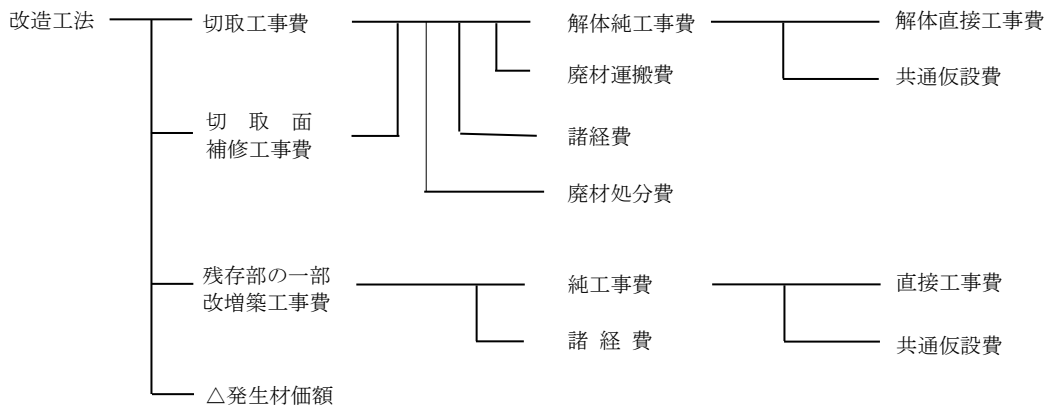 改造工法
切取工事費
解体純工事費
解体直接工事費
廃材運搬費
共通仮設費
切　取　面
補修工事費
諸経費
廃材処分費
残存部の一部
改増築工事費
純工事費
直接工事費
諸 経 費
共通仮設費
△発生材価額